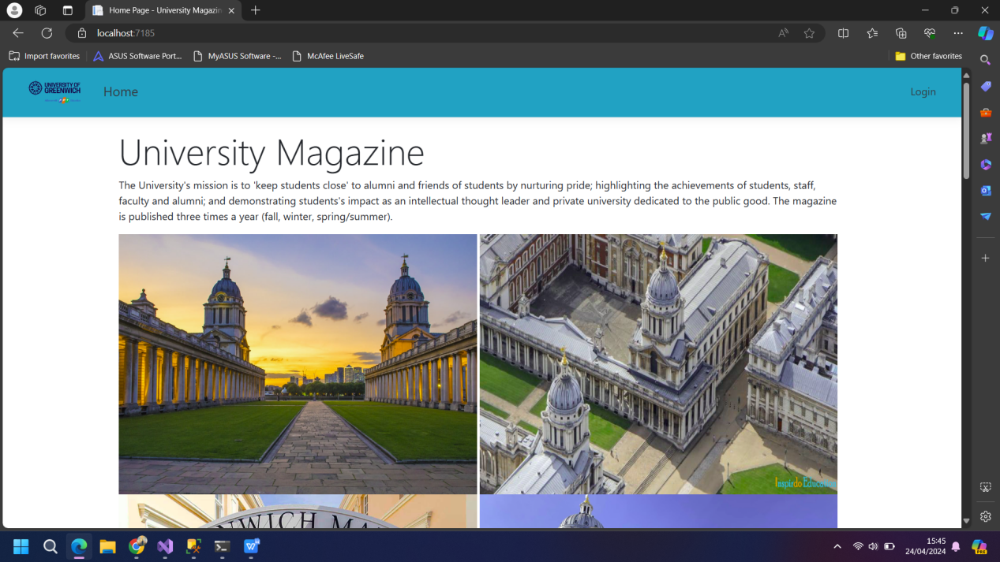 Home Page - University Magazin
localhost:7185
Import favorites
ASUS Software Port...
MyASUS Software -...
McAfee LiveSafe
Other favorites
UNIVERSITY OF
GREENWICH
Home
Login
University Magazine
The University's mission is to 'keep students close' to alumni and friends of students by nurturing pride; highlighting the achievements of students, staff,
faculty and alumni; and demonstrating students's impact as an intellectual thought leader and private university dedicated to the public good. The magazine
is published three times a year (fall, winter, spring/summer).
Inspirdo Education
NWICH MA
15:45
24/04/2024
PRE